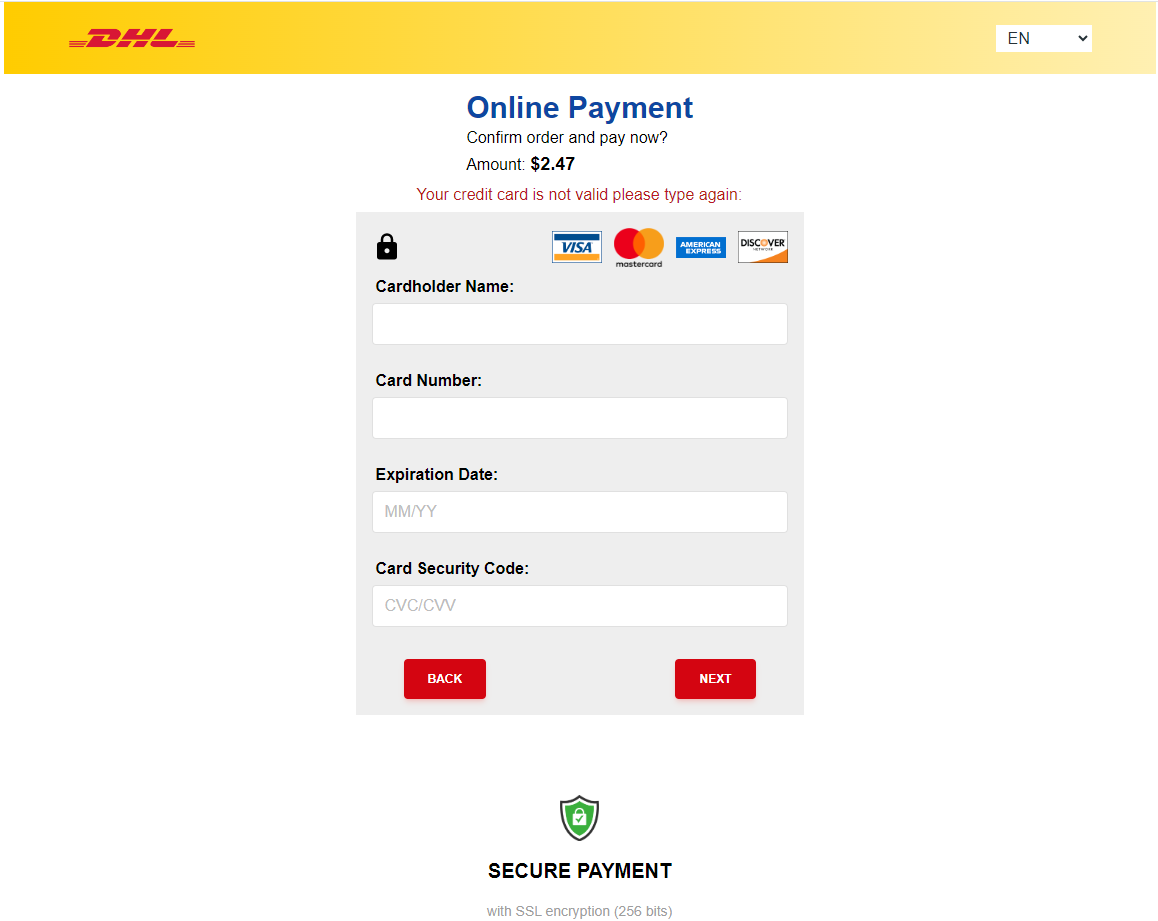 DHL
EN
Online Payment
Confirm order and pay now?
Amount: $2.47
Your credit card is not valid please type again:
VISA
mastercard
AMERICAN
EXPRESS
DISCOVER
NETWORK
Cardholder Name:
Card Number:
Expiration Date:
MM/YY
Card Security Code:
CVC/CVV
BACK
NEXT
SECURE PAYMENT
with SSL encryption (256 bits)